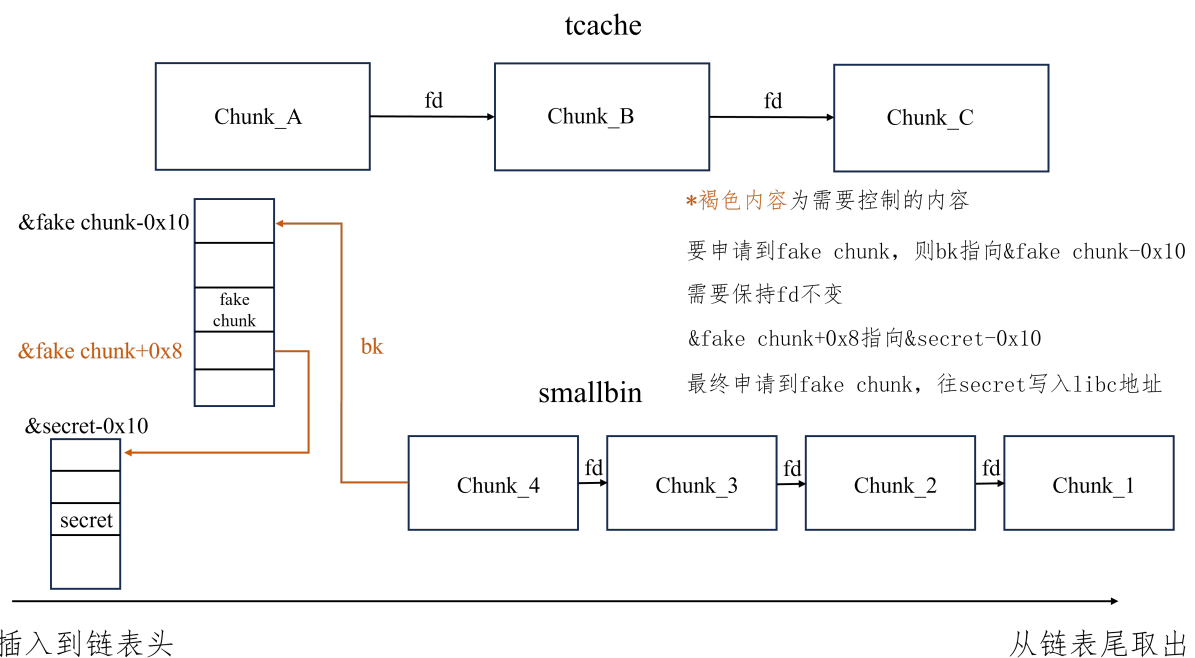 tcache
Chunk_A
fd
Chunk_B
fd
Chunk_C
&fake chunk-0x10
fake
chunk
&fake chunk+0x8
bk
*褐色内容为需要控制的内容
要申请到fake chunk，则bk指向&fake chunk-0x10
需要保持fd不变
&fake chunk+0x8指向&secret-0x10
最终申请到fake chunk，往secret写入libc地址
smallbin
&secret-0x10
secret
Chunk_4
fd
Chunk_3
fd
Chunk_2
fd
Chunk_1
插入到链表头
从链表尾取出